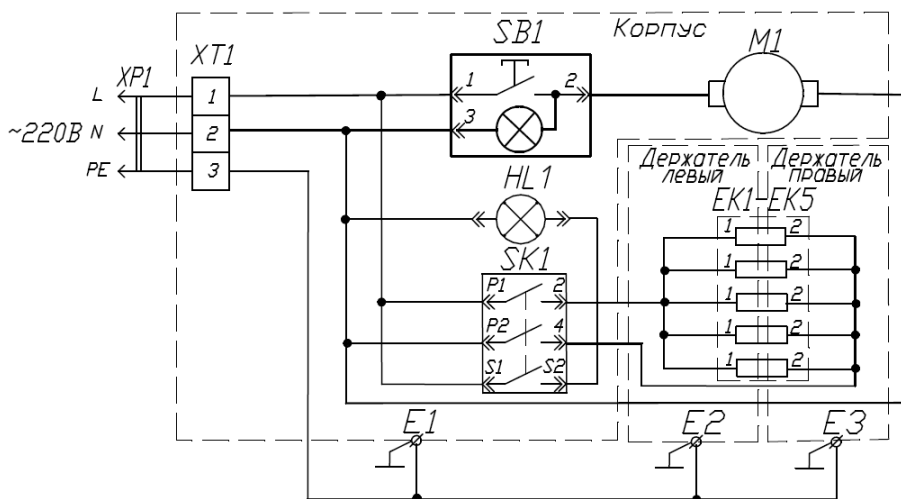 Корпус
SB1
M1
XT1
XP1
L
1
1
2
~220В
N
2
3
PE
3
Держатель левый
Держатель правый
HL1
EK1-EK5
SK1
1
2
1
2
P1
2
1
2
P2
4
1
2
S1
S2
1
2
E1
E2
E3